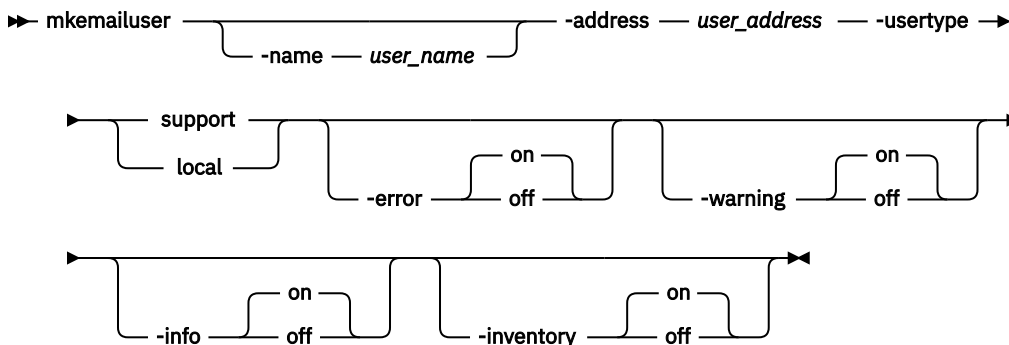 mkemailuser -address user_address -usertype
-name user_name
support
local
on on
-error off -warning off
on on
-info off -inventory off